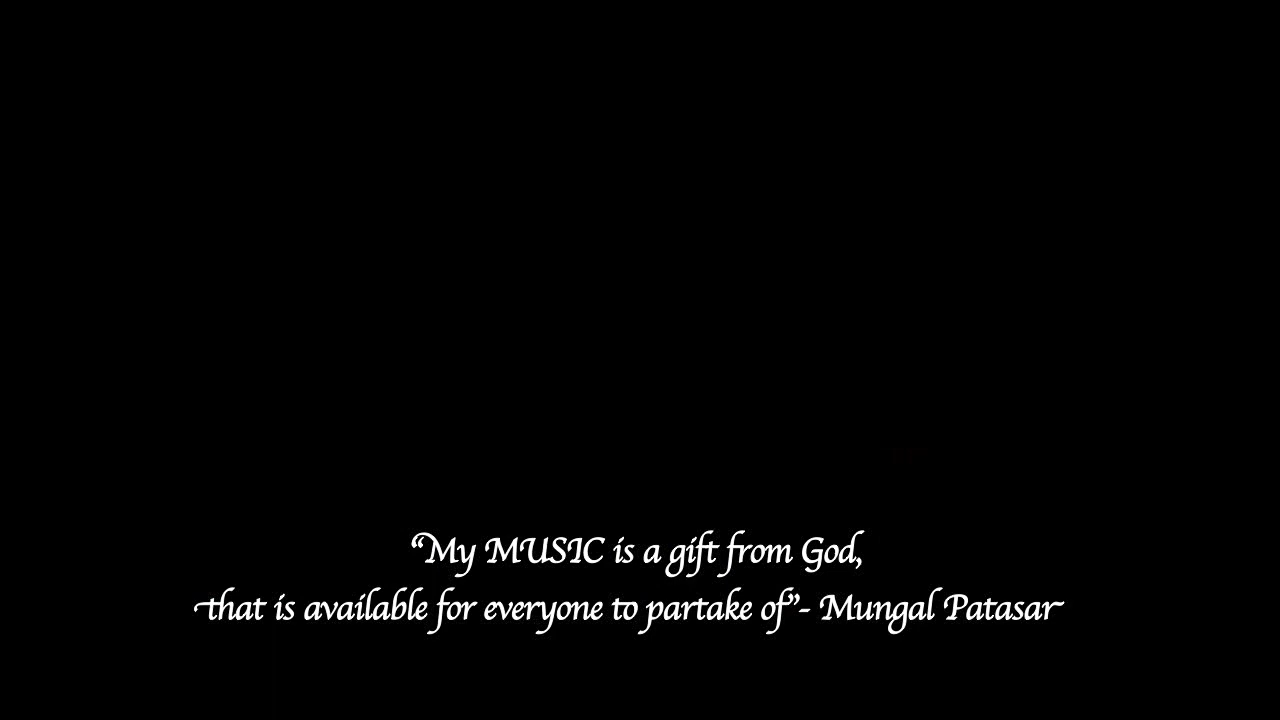 “My MUSIC is a gift from God,
that is available for everyone to partake of”- Mungal Patasar